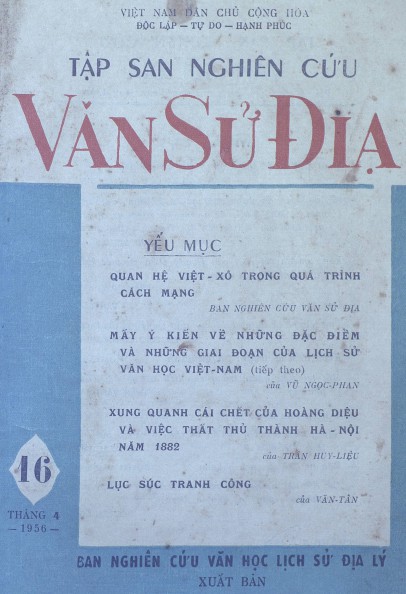 VIỆT NAM DÂN CHỦ CỘNG HÒA
ĐỘC LẬP — TỰ DO — HẠNH PHÚC
TẬP SAN NGHIÊN CỨU
VĂN SỬ ĐỊA
YẾU MỤC
QUAN HỆ VIỆT - XÔ TRONG QUÁ TRÌNH
CÁCH MẠNG
BAN NGHIÊN CỨU VĂN SỬ ĐỊA
MẤY Ý KIẾN VỀ NHỮNG ĐẶC ĐIỂM
VÀ NHỮNG GIAI ĐOẠN CỦA LỊCH SỬ
VĂN HỌC VIỆT-NAM (tiếp theo)
của VŨ NGỌC-PHAN
XUNG QUANH CÁI CHẾT CỦA HOÀNG DIỆU
VÀ VIỆC THẤT THỦ THÀNH HÀ - NỘI
NĂM 1882
của TRẦN HUY-LIỆU
LỤC SÚC TRANH CÔNG
của VĂN-TÂN
16
THÁNG 4
— 1956 —
BAN NGHIÊN CỨU VĂN HỌC LỊCH SỬ ĐỊA LÝ
XUẤT BẢN